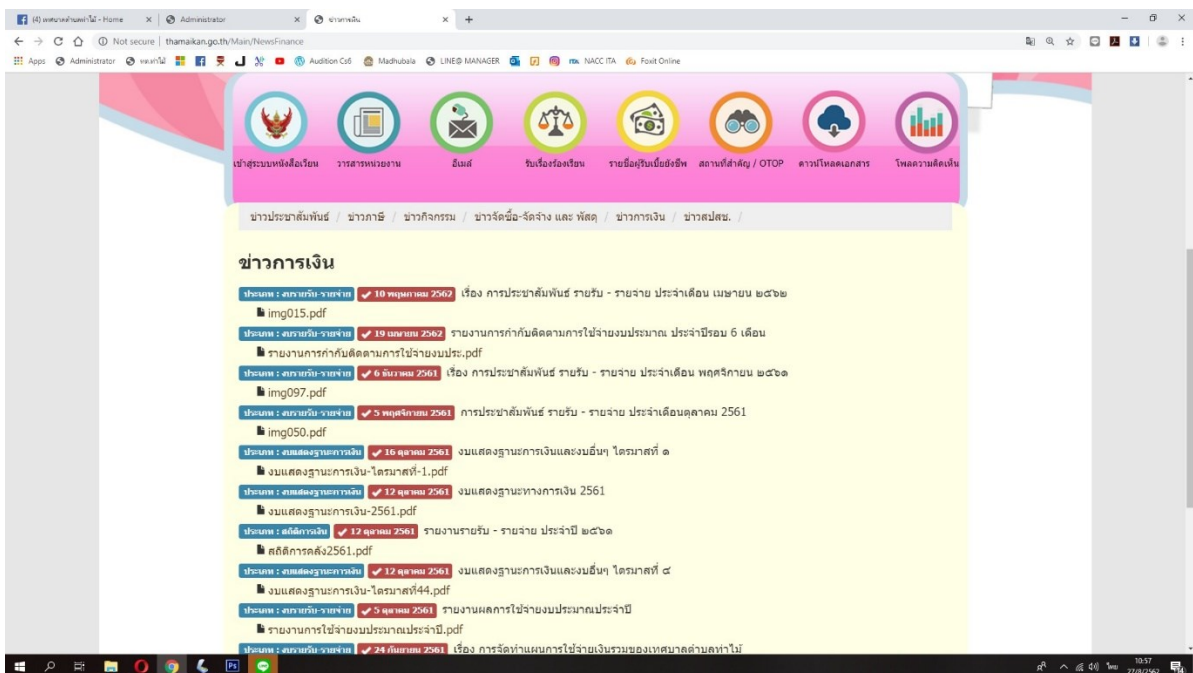 (4) เทศบาลตำบลท่าไม้ - Home
Administrator
ข่าวการเงิน
Not secure | thamaikan.go.th/Main/NewsFinance
Apps
Administrator
Audition Cs6
Madhubala
LINE@ MANAGER
NACC ITA
Foxit Online
เข้าสู่ระบบหนังสือเวียน
วารสารหน่วยงาน
อีเมล์
รับเรื่องร้องเรียน
รายชื่อผู้รับเบี้ยยังชีพ
สถานที่สำคัญ / OTOP
ดาวน์โหลดเอกสาร
โพลความคิดเห็น
ข่าวประชาสัมพันธ์ / ข่าวภาษี / ข่าวกิจกรรม / ข่าวจัดซื้อ-จัดจ้าง และ พัสดุ / ข่าวการเงิน / ข่าวสปสช. /
ข่าวการเงิน
ประเภท : งบรายรับ-รายจ่าย 10 พฤษภาคม 2562 เรื่อง การประชาสัมพันธ์ รายรับ - รายจ่าย ประจำเดือน เมษายน ๒๕๖๒
img015.pdf
ประเภท : งบรายรับ-รายจ่าย 19 เมษายน 2562 รายงานการกำกับติดตามการใช้จ่ายงบประมาณ ประจำปีรอบ 6 เดือน
รายงานการกำกับติดตามการใช้จ่ายงบประ.pdf
ประเภท : งบรายรับ-รายจ่าย 6 ธันวาคม 2561 เรื่อง การประชาสัมพันธ์ รายรับ - รายจ่าย ประจำเดือน พฤศจิกายน ๒๕๖๑
img097.pdf
ประเภท : งบรายรับ-รายจ่าย 5 พฤศจิกายน 2561 การประชาสัมพันธ์ รายรับ - รายจ่าย ประจำเดือนตุลาคม 2561
img050.pdf
ประเภท : งบแสดงฐานะการเงิน 16 ตุลาคม 2561 งบแสดงฐานะการเงินและงบอื่นๆ ไตรมาสที่ ๑
งบแสดงฐานะการเงิน-ไตรมาสที่-1.pdf
ประเภท : งบแสดงฐานะการเงิน 12 ตุลาคม 2561 งบแสดงฐานะทางการเงิน 2561
งบแสดงฐานะการเงิน-2561.pdf
ประเภท : สถิติการเงิน 12 ตุลาคม 2561 รายงานรายรับ - รายจ่าย ประจำปี ๒๕๖๑
สถิติการคลัง2561.pdf
ประเภท : งบแสดงฐานะการเงิน 12 ตุลาคม 2561 งบแสดงฐานะการเงินและงบอื่นๆ ไตรมาสที่ ๔
งบแสดงฐานะการเงิน-ไตรมาสที่44.pdf
ประเภท : งบรายรับ-รายจ่าย 5 ตุลาคม 2561 รายงานผลการใช้จ่ายงบประมาณประจำปี
รายงานการใช้จ่ายงบประมาณประจำปี.pdf
ประเภท : งบรายรับ-รายจ่าย 24 กันยายน 2561 เรื่อง การจัดทำแผนการใช้จ่ายเงินรวมของเทศบาลตำบลท่าไม้
ไทย
10:57
27/8/2562